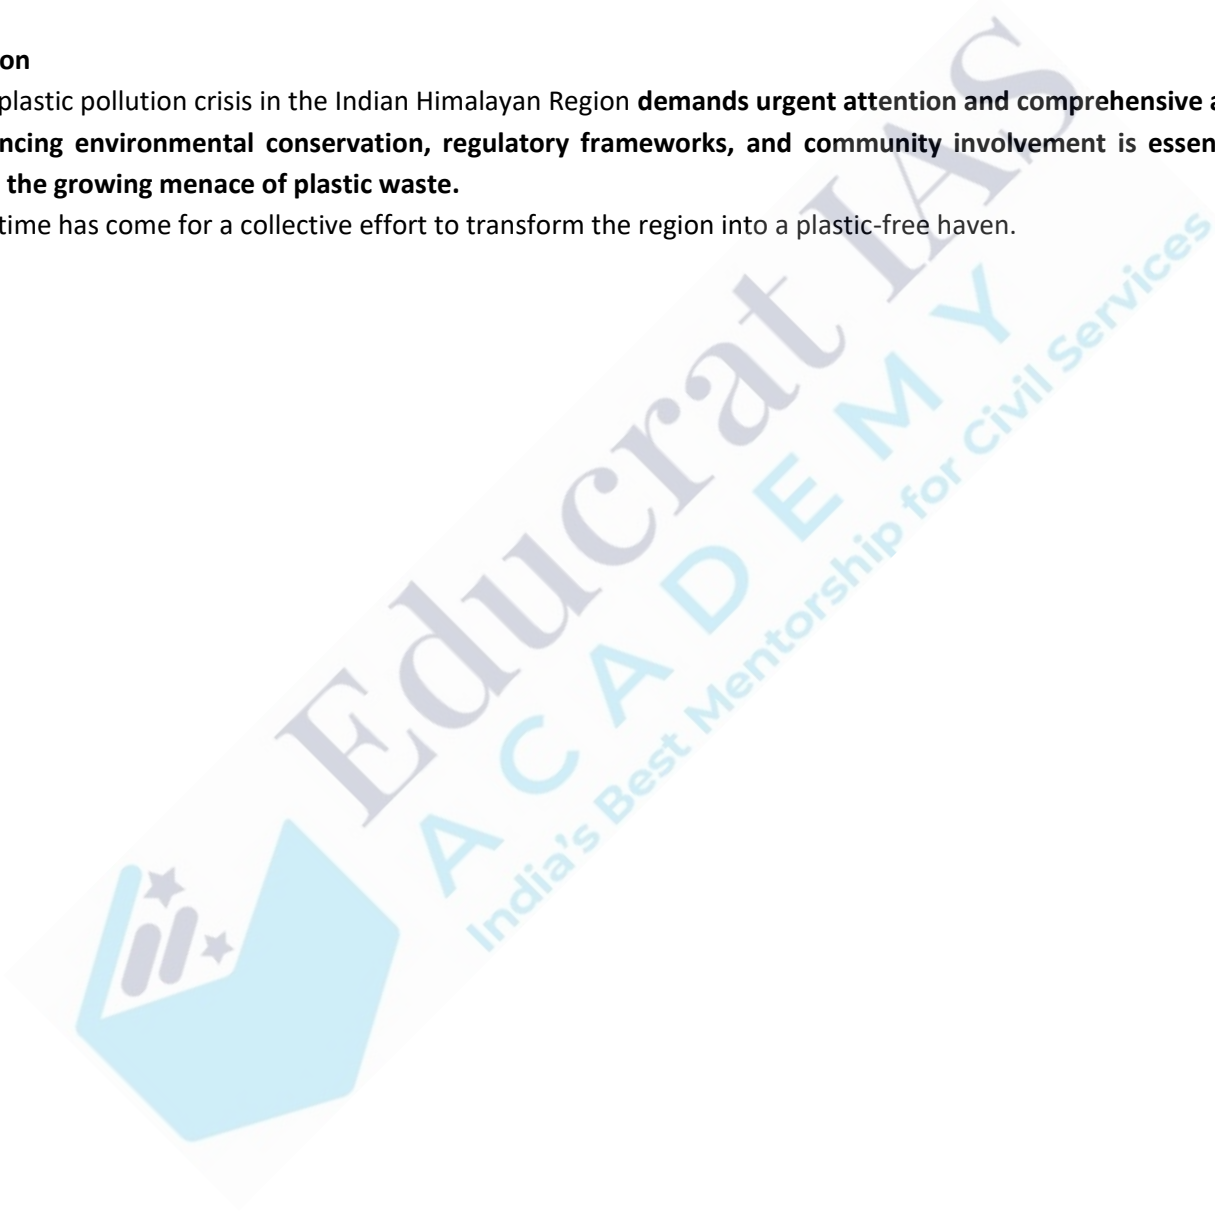 on
plastic pollution crisis in the Indian Himalayan Region demands urgent attention and comprehensive a
ncing environmental conservation, regulatory frameworks, and community involvement is essen
the growing menace of plastic waste.
time has come for a collective effort to transform the region into a plastic-free haven.
Educrat IAS
ACADEMY
India's Best Mentorship for Civil Services